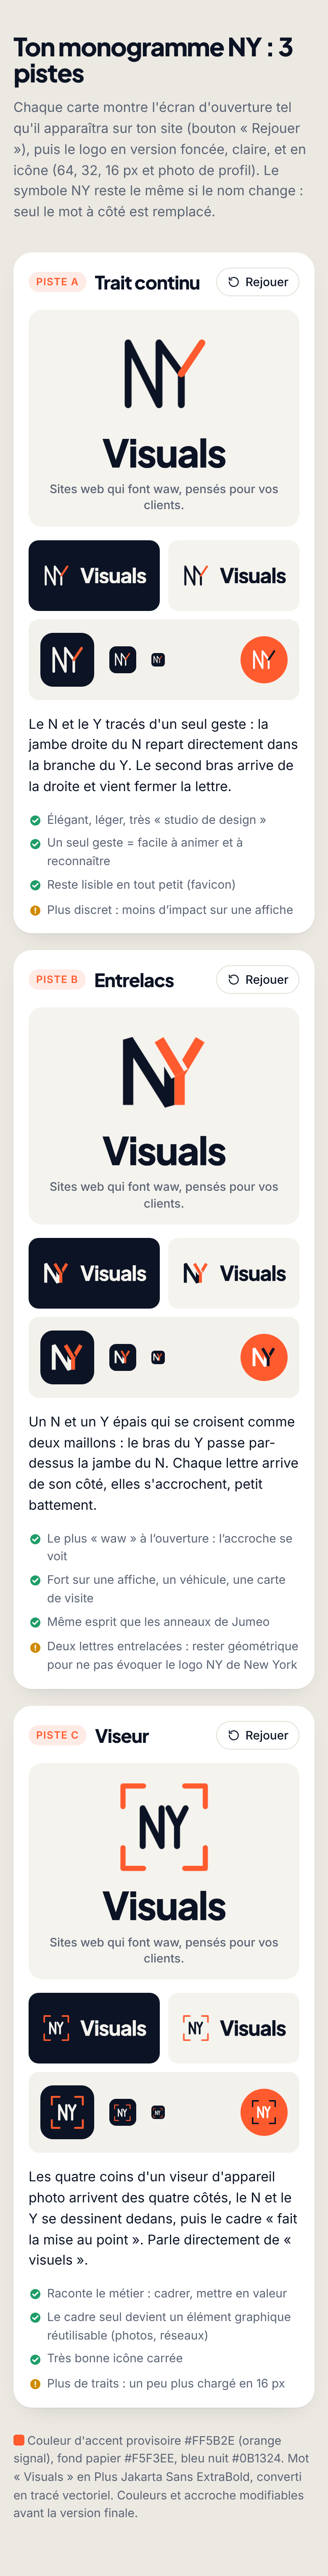 Ton monogramme NY : 3
pistes
Chaque carte montre l'écran d'ouverture tel
qu'il apparaîtra sur ton site (bouton « Rejouer
»), puis le logo en version foncée, claire, et en
icône (64, 32, 16 px et photo de profil). Le
symbole NY reste le même si le nom change :
seul le mot à côté est remplacé.
PISTE A Trait continu Rejouer
NY
Visuals
Sites web qui font waw, pensés pour vos
clients.
NY Visuals NY Visuals
NY NY NY NY
Le N et le Y tracés d'un seul geste : la
jambe droite du N repart directement dans
la branche du Y. Le second bras arrive de
la droite et vient fermer la lettre.
Élégant, léger, très « studio de design »
Un seul geste = facile à animer et à
reconnaître
Reste lisible en tout petit (favicon)
Plus discret : moins d’impact sur une affiche
PISTE B Entrelacs Rejouer
NY
Visuals
Sites web qui font waw, pensés pour vos
clients.
NY Visuals NY Visuals
NY NY NY NY
Un N et un Y épais qui se croisent comme
deux maillons : le bras du Y passe par-
dessus la jambe du N. Chaque lettre arrive
de son côté, elles s'accrochent, petit
battement.
Le plus « waw » à l’ouverture : l’accroche se
voit
Fort sur une affiche, un véhicule, une carte
de visite
Même esprit que les anneaux de Jumeo
Deux lettres entrelacées : rester géométrique
pour ne pas évoquer le logo NY de New York
PISTE C Viseur Rejouer
NY
Visuals
Sites web qui font waw, pensés pour vos
clients.
NY Visuals NY Visuals
NY NY NY NY
Les quatre coins d'un viseur d'appareil
photo arrivent des quatre côtés, le N et le
Y se dessinent dedans, puis le cadre « fait
la mise au point ». Parle directement de «
visuels ».
Raconte le métier : cadrer, mettre en valeur
Le cadre seul devient un élément graphique
réutilisable (photos, réseaux)
Très bonne icône carrée
Plus de traits : un peu plus chargé en 16 px
Couleur d'accent provisoire #FF5B2E (orange
signal), fond papier #F5F3EE, bleu nuit #0B1324. Mot
« Visuals » en Plus Jakarta Sans ExtraBold, converti
en tracé vectoriel. Couleurs et accroche modifiables
avant la version finale.